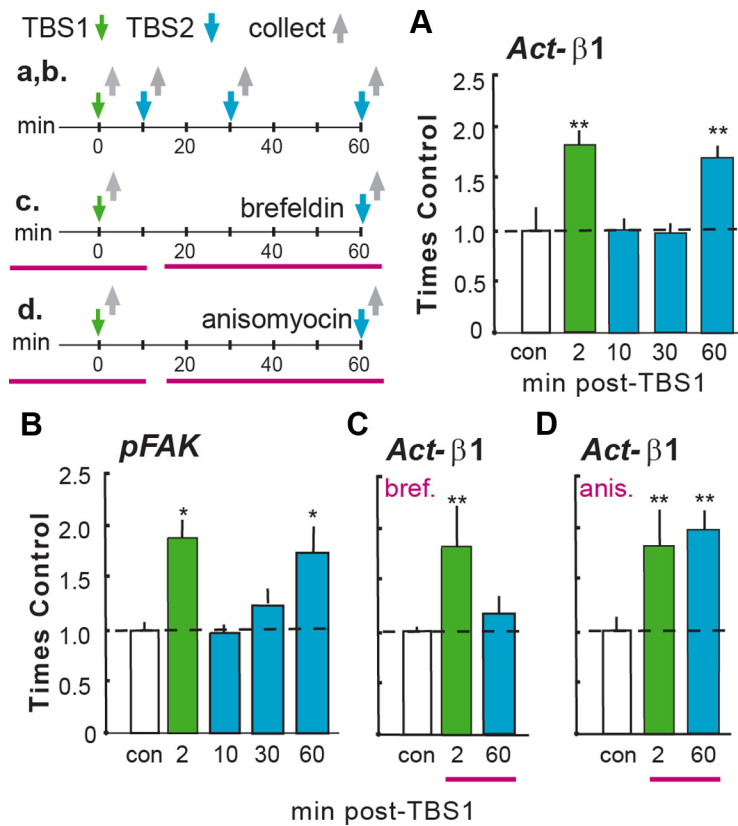 TBS1 TBS2 collect
a,b.
min
0 20 40 60
c.
brefeldin
min
0 20 40 60
d.
anisomyocin
min
0 20 40 60
A
Act-β1
Times Control
2.5
2.0
1.5
1.0
0.5
0
** **
con 2 10 30 60
min post-TBS1
B
pFAK
Times Control
2.5
2.0
1.5
1.0
0.5
0
* *
con 2 10 30 60
C
Act-β1
bref.
**
con 2 60
D
Act-β1
anis.
** **
con 2 60
min post-TBS1